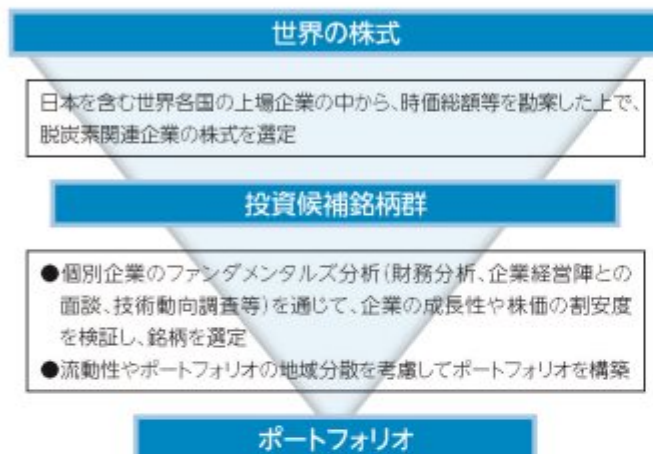 世界の株式
日本を含む世界各国の上場企業の中から、時価総額等を勘案した上で、
脱炭素関連企業の株式を選定
投資候補銘柄群
●個別企業のファンダメンタルズ分析(財務分析、企業経営陣との
面談、技術動向調査等)を通じて、企業の成長性や株価の割安度
を検証し、銘柄を選定
●流動性やポートフォリオの地域分散を考慮してポートフォリオを構築
ポートフォリオ